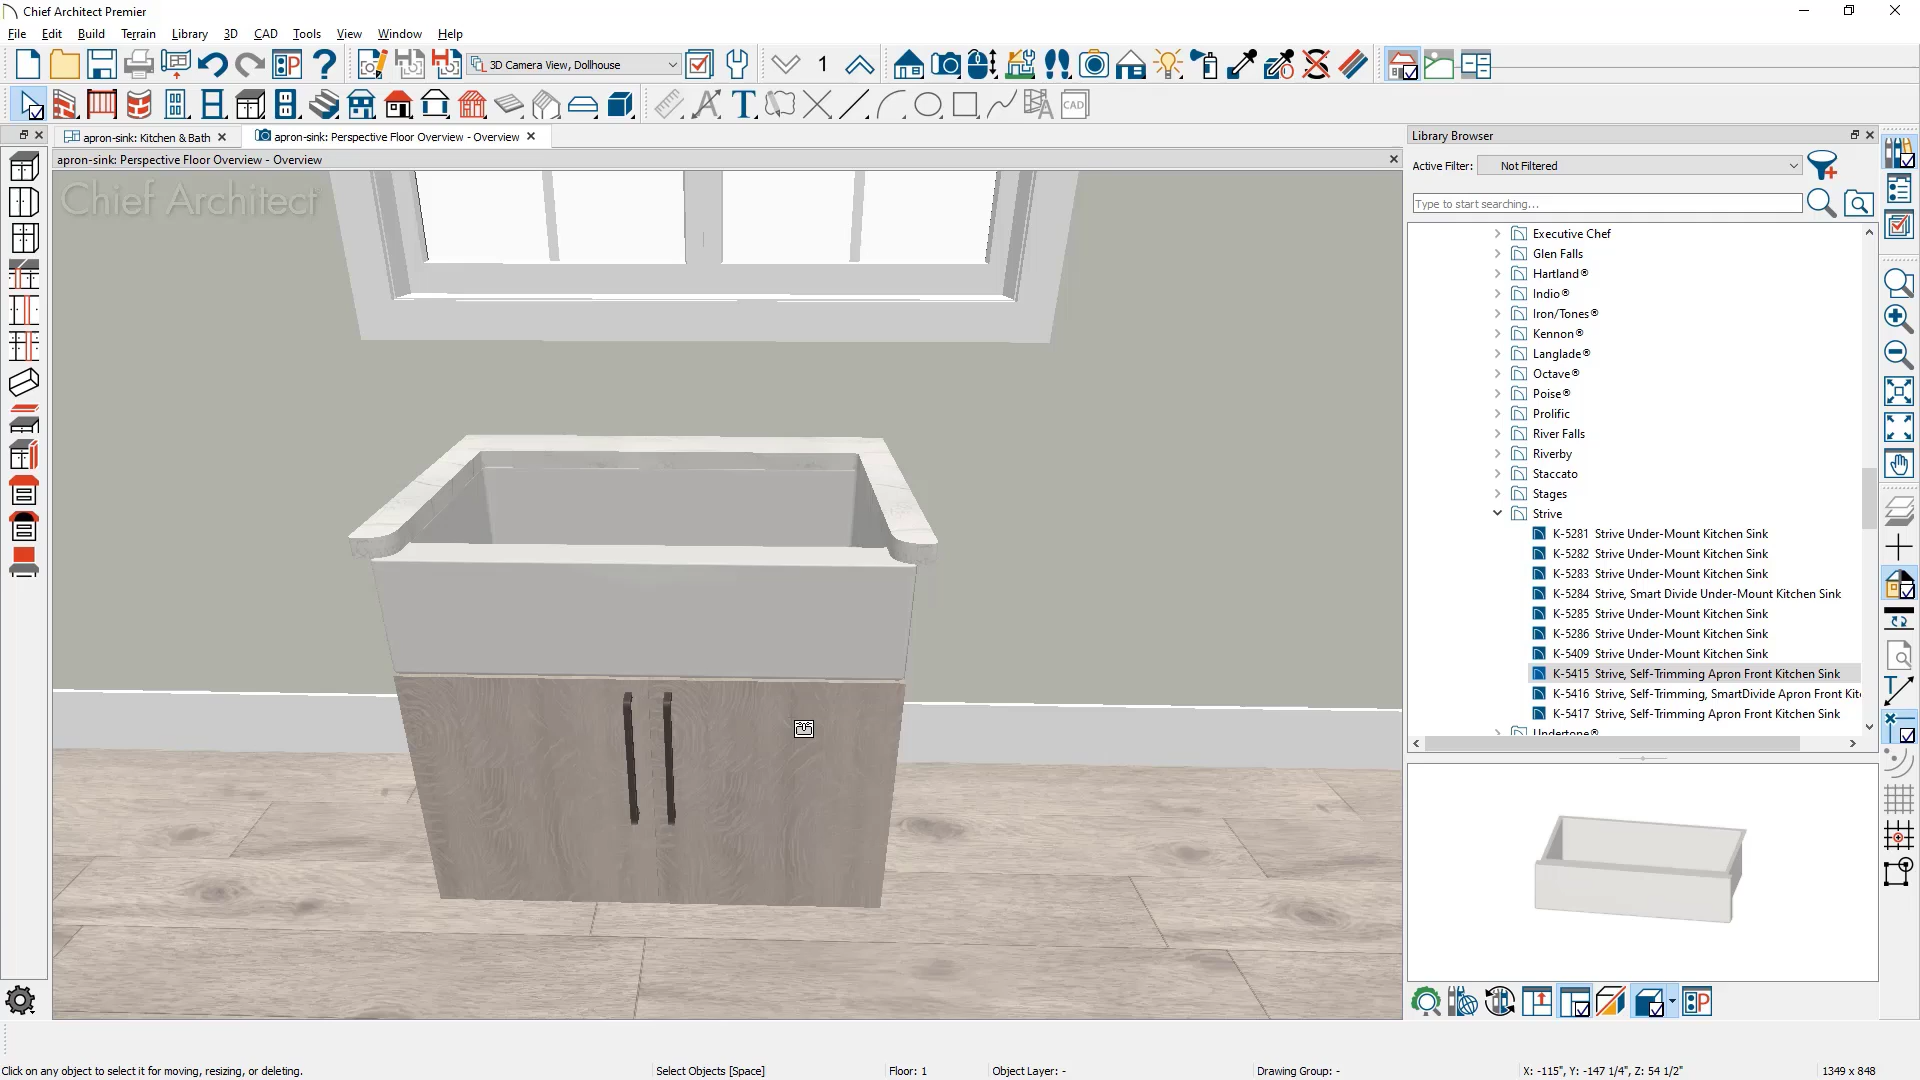 Chief Architect Premier
File Edit Build Terrain Library 3D CAD Tools View Window Help
3D Camera View, Dollhouse
1
CAD
apron-sink: Kitchen & Bath
apron-sink: Perspective Floor Overview - Overview
apron-sink: Perspective Floor Overview - Overview
Chief Architect
Library Browser
Active Filter: Not Filtered
Type to start searching...
Executive Chef
Glen Falls
Hartland®
Indio®
Iron/Tones®
Kennon®
Langlade®
Octave®
Poise®
Prolific
River Falls
Riverby
Staccato
Stages
Strive
K-5281 Strive Under-Mount Kitchen Sink
K-5282 Strive Under-Mount Kitchen Sink
K-5283 Strive Under-Mount Kitchen Sink
K-5284 Strive, Smart Divide Under-Mount Kitchen Sink
K-5285 Strive Under-Mount Kitchen Sink
K-5286 Strive Under-Mount Kitchen Sink
K-5409 Strive Under-Mount Kitchen Sink
K-5415 Strive, Self-Trimming Apron Front Kitchen Sink
K-5416 Strive, Self-Trimming, SmartDivide Apron Front Kit
K-5417 Strive, Self-Trimming Apron Front Kitchen Sink
Undertone®
Click on any object to select it for moving, resizing, or deleting.
Select Objects [Space]
Floor: 1
Object Layer: -
Drawing Group: -
X: -115", Y: -147 1/4", Z: 54 1/2"
1349 x 848